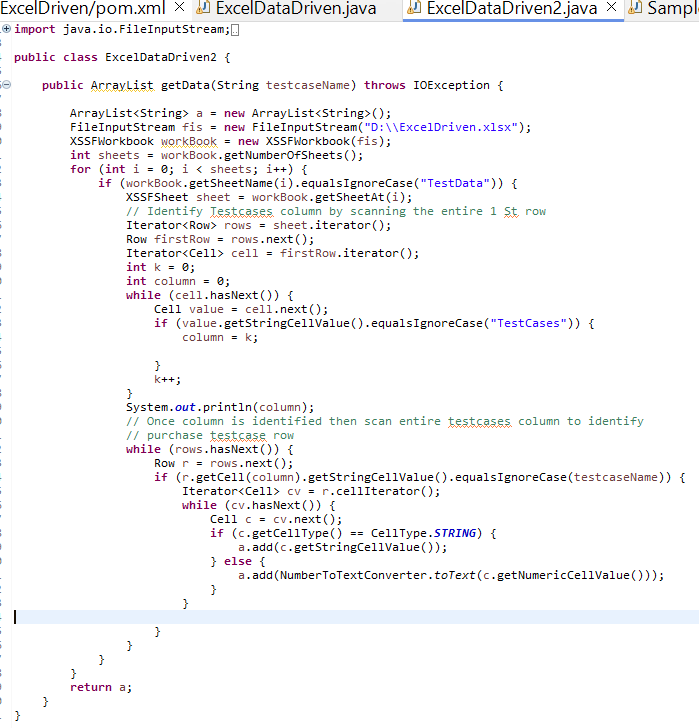 ExcelDriven/pom.xml ExcelDataDriven.java ExcelDataDriven2.java Sampl
import java.io.FileInputStream;
public class ExcelDataDriven2 {
public ArrayList getData(String testcaseName) throws IOException {
ArrayList<String> a = new ArrayList<String>();
FileInputStream fis = new FileInputStream("D:\\ExcelDriven.xlsx");
XSSFWorkbook workBook = new XSSFWorkbook(fis);
int sheets = workBook.getNumberOfSheets();
for (int i = 0; i < sheets; i++) {
if (workBook.getSheetName(i).equalsIgnoreCase("TestData")) {
XSSFSheet sheet = workBook.getSheetAt(i);
// Identify Testcases column by scanning the entire 1 St row
Iterator<Row> rows = sheet.iterator();
Row firstRow = rows.next();
Iterator<Cell> cell = firstRow.iterator();
int k = 0;
int column = 0;
while (cell.hasNext()) {
Cell value = cell.next();
if (value.getStringCellValue().equalsIgnoreCase("TestCases")) {
column = k;
}
k++;
}
System.out.println(column);
// Once column is identified then scan entire testcases column to identify
// purchase testcase row
while (rows.hasNext()) {
Row r = rows.next();
if (r.getCell(column).getStringCellValue().equalsIgnoreCase(testcaseName)) {
Iterator<Cell> cv = r.cellIterator();
while (cv.hasNext()) {
Cell c = cv.next();
if (c.getCellType() == CellType.STRING) {
a.add(c.getStringCellValue());
} else {
a.add(NumberToTextConverter.toText(c.getNumericCellValue()));
}
}
}
}
}
}
return a;
}
}